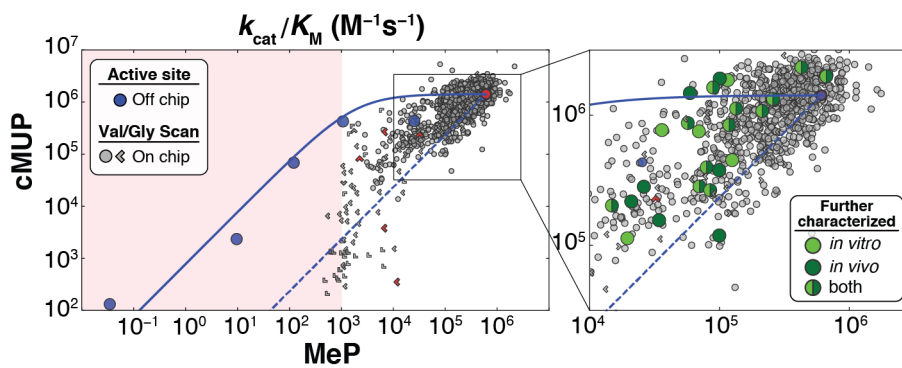 k_cat/K_M (M⁻¹s⁻¹)
cMUP
10⁷
10⁶
10⁵
10⁴
10³
10²
Active site
Off chip
Val/Gly Scan
On chip
10⁻¹ 10⁰ 10¹ 10² 10³ 10⁴ 10⁵ 10⁶
MeP
10⁶
10⁵
Further
characterized
in vitro
in vivo
both
10⁴ 10⁵ 10⁶